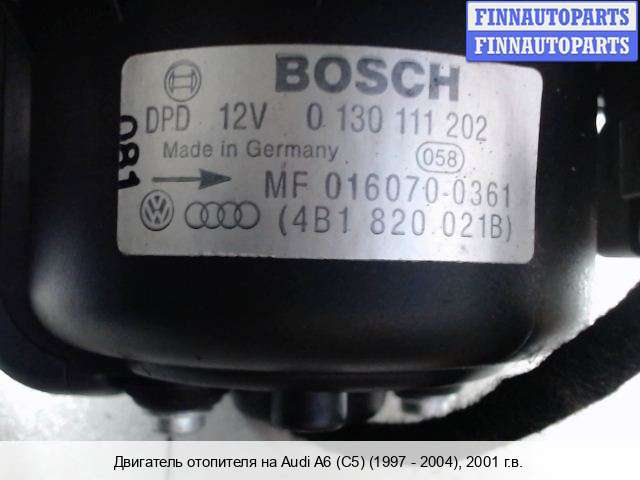 FINNAUTOPARTS
FINNAUTOPARTS
BOSCH
DPD 12V 0 130 111 202
Made in Germany 058
MF 016070-0361
(4B1 820 021B)
081
Двигатель отопителя на Audi A6 (C5) (1997 - 2004), 2001 г.в.